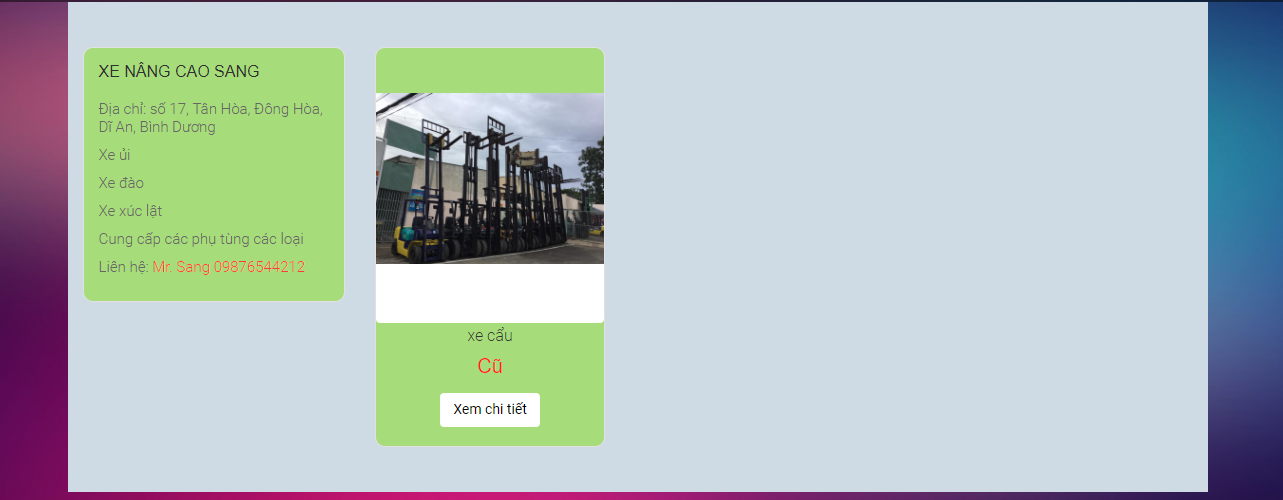 XE NÂNG CAO SANG
Địa chỉ: số 17, Tân Hòa, Đông Hòa,
Dĩ An, Bình Dương
Xe ủi
Xe đào
Xe xúc lật
Cung cấp các phụ tùng các loại
Liên hệ: Mr. Sang 09876544212
xe cẩu
Cũ
Xem chi tiết